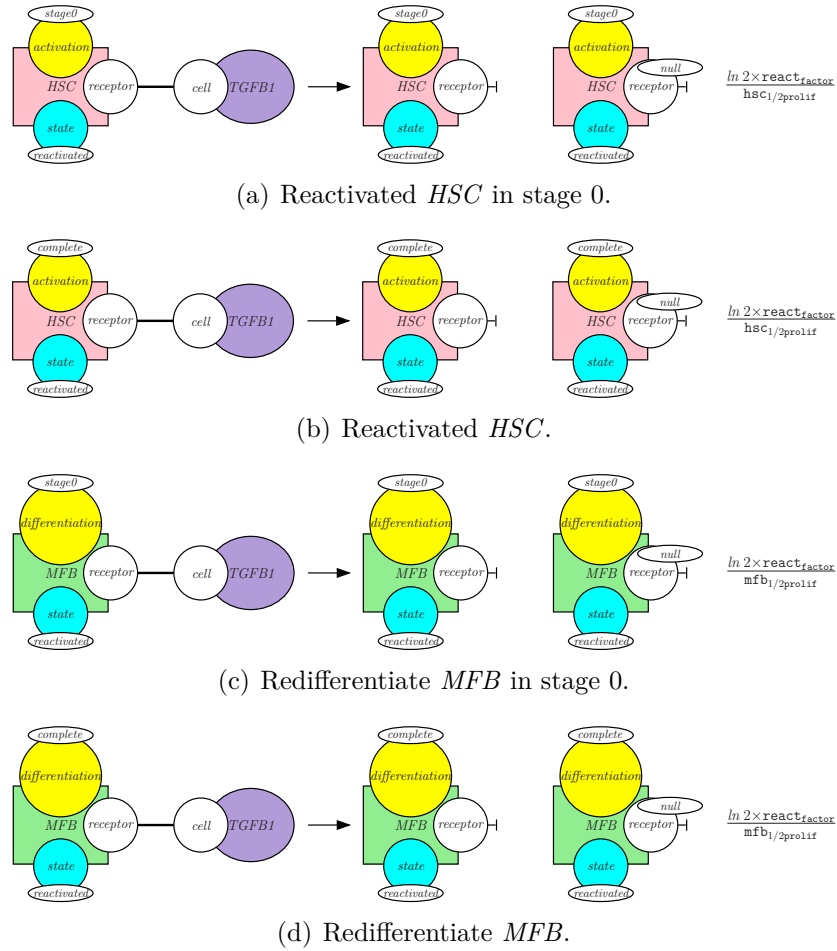 stage0 stage0 stage0
activation activation activation
null
HSC receptor cell TGFB1 HSC receptor HSC receptor ln 2×react_factor
hsc_1/2prolif
state state state
reactivated reactivated reactivated
(a) Reactivated HSC in stage 0.
complete complete complete
activation activation activation
null
HSC receptor cell TGFB1 HSC receptor HSC receptor ln 2×react_factor
hsc_1/2prolif
state state state
reactivated reactivated reactivated
(b) Reactivated HSC.
stage0 stage0 stage0
differentiation differentiation differentiation
null
MFB receptor cell TGFB1 MFB receptor MFB receptor ln 2×react_factor
mfb_1/2prolif
state state state
reactivated reactivated reactivated
(c) Redifferentiate MFB in stage 0.
complete complete complete
differentiation differentiation differentiation
null
MFB receptor cell TGFB1 MFB receptor MFB receptor ln 2×react_factor
mfb_1/2prolif
state state state
reactivated reactivated reactivated
(d) Redifferentiate MFB.